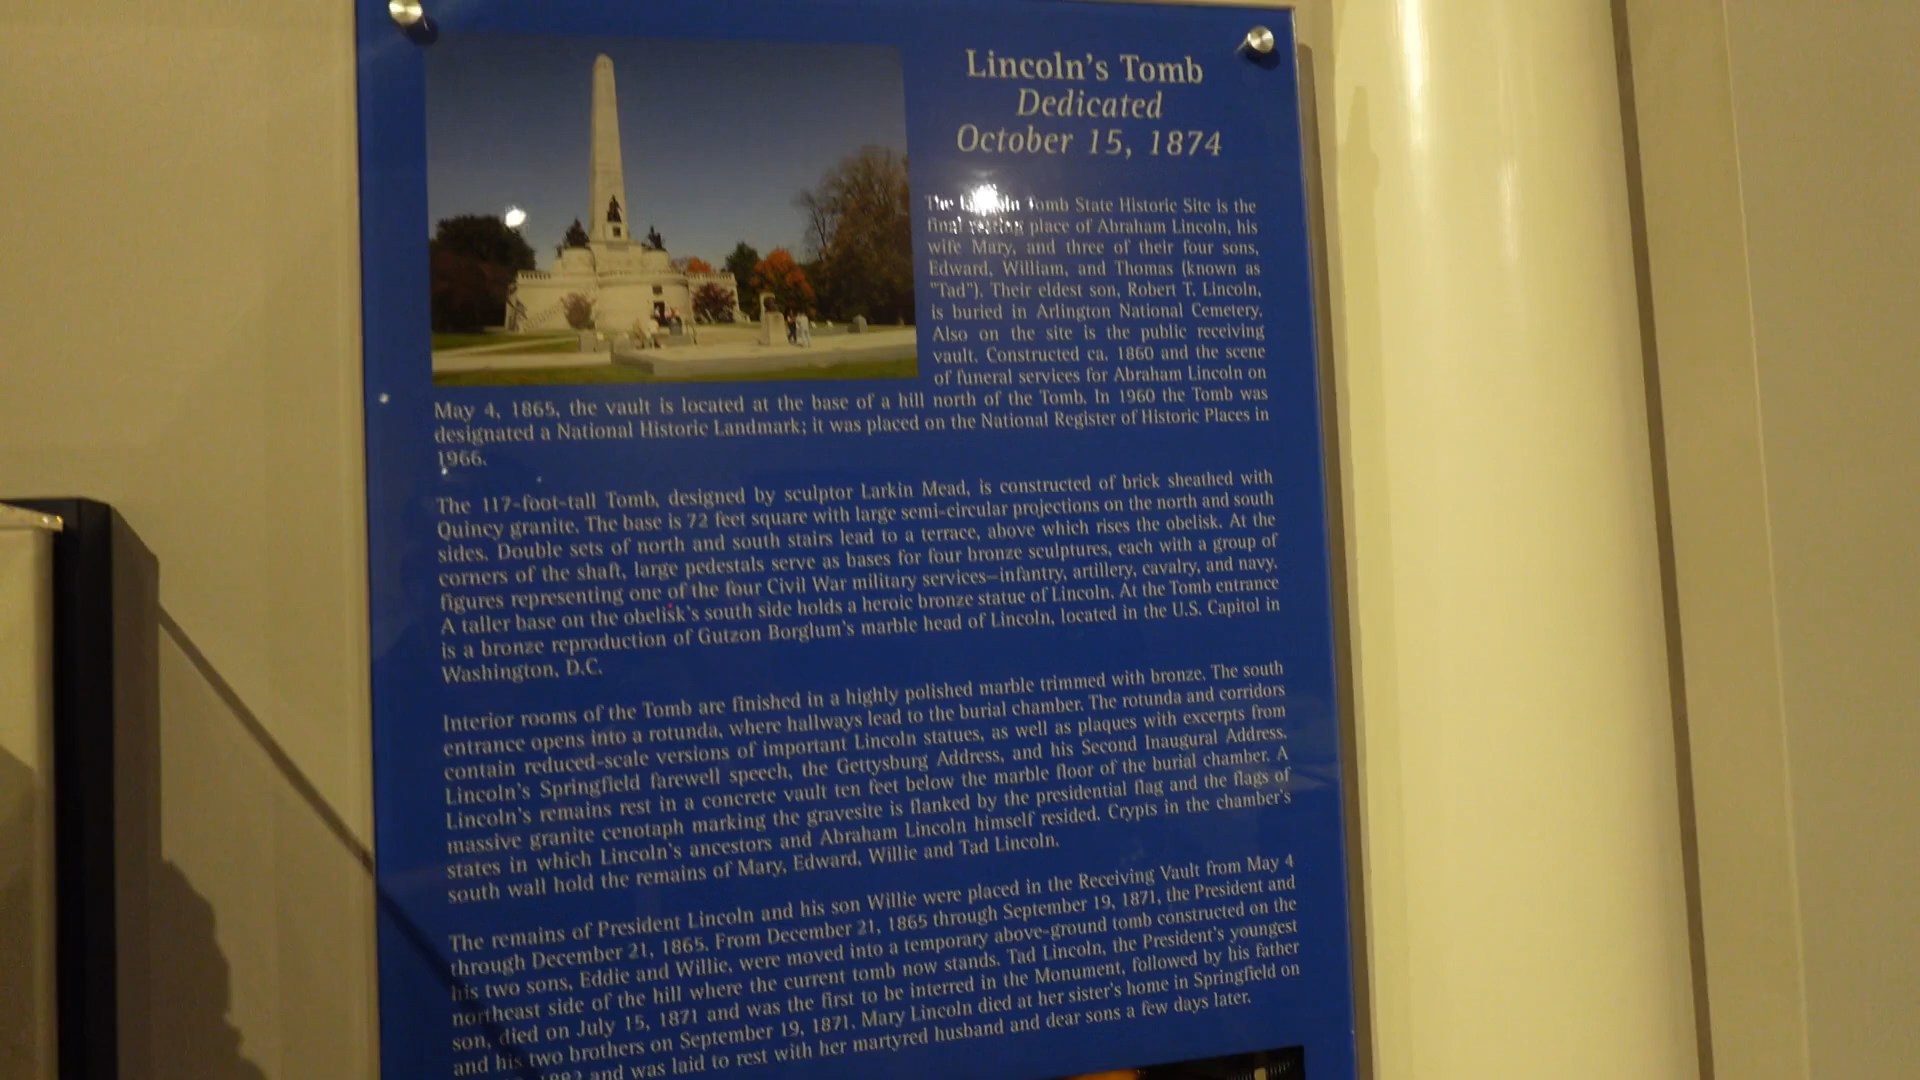 Lincoln's Tomb
Dedicated
October 15, 1874
The Lincoln Tomb State Historic Site is the
final resting place of Abraham Lincoln, his
wife Mary, and three of their four sons,
Edward, William, and Thomas (known as
"Tad"). Their eldest son, Robert T. Lincoln,
is buried in Arlington National Cemetery.
Also on the site is the public receiving
vault. Constructed ca. 1860 and the scene
of funeral services for Abraham Lincoln on
May 4, 1865, the vault is located at the base of a hill north of the Tomb. In 1960 the Tomb was
designated a National Historic Landmark; it was placed on the National Register of Historic Places in
1966.
The 117-foot-tall Tomb, designed by sculptor Larkin Mead, is constructed of brick sheathed with
Quincy granite. The base is 72 feet square with large semi-circular projections on the north and south
sides. Double sets of north and south stairs lead to a terrace, above which rises the obelisk. At the
corners of the shaft, large pedestals serve as bases for four bronze sculptures, each with a group of
figures representing one of the four Civil War military services—infantry, artillery, cavalry, and navy.
A taller base on the obelisk's south side holds a heroic bronze statue of Lincoln. At the Tomb entrance
is a bronze reproduction of Gutzon Borglum's marble head of Lincoln, located in the U.S. Capitol in
Washington, D.C.
Interior rooms of the Tomb are finished in a highly polished marble trimmed with bronze. The south
entrance opens into a rotunda, where hallways lead to the burial chamber. The rotunda and corridors
contain reduced-scale versions of important Lincoln statues, as well as plaques with excerpts from
Lincoln's Springfield farewell speech, the Gettysburg Address, and his Second Inaugural Address.
Lincoln's remains rest in a concrete vault ten feet below the marble floor of the burial chamber. A
massive granite cenotaph marking the gravesite is flanked by the presidential flag and the flags of
states in which Lincoln's ancestors and Abraham Lincoln himself resided. Crypts in the chamber's
south wall hold the remains of Mary, Edward, Willie and Tad Lincoln.
The remains of President Lincoln and his son Willie were placed in the Receiving Vault from May 4
through December 21, 1865. From December 21, 1865 through September 19, 1871, the President and
his two sons, Eddie and Willie, were moved into a temporary above-ground tomb constructed on the
northeast side of the hill where the current tomb now stands. Tad Lincoln, the President's youngest
son, died on July 15, 1871 and was the first to be interred in the Monument, followed by his father
and his two brothers on September 19, 1871. Mary Lincoln died at her sister's home in Springfield on
1882 and was laid to rest with her martyred husband and dear sons a few days later.